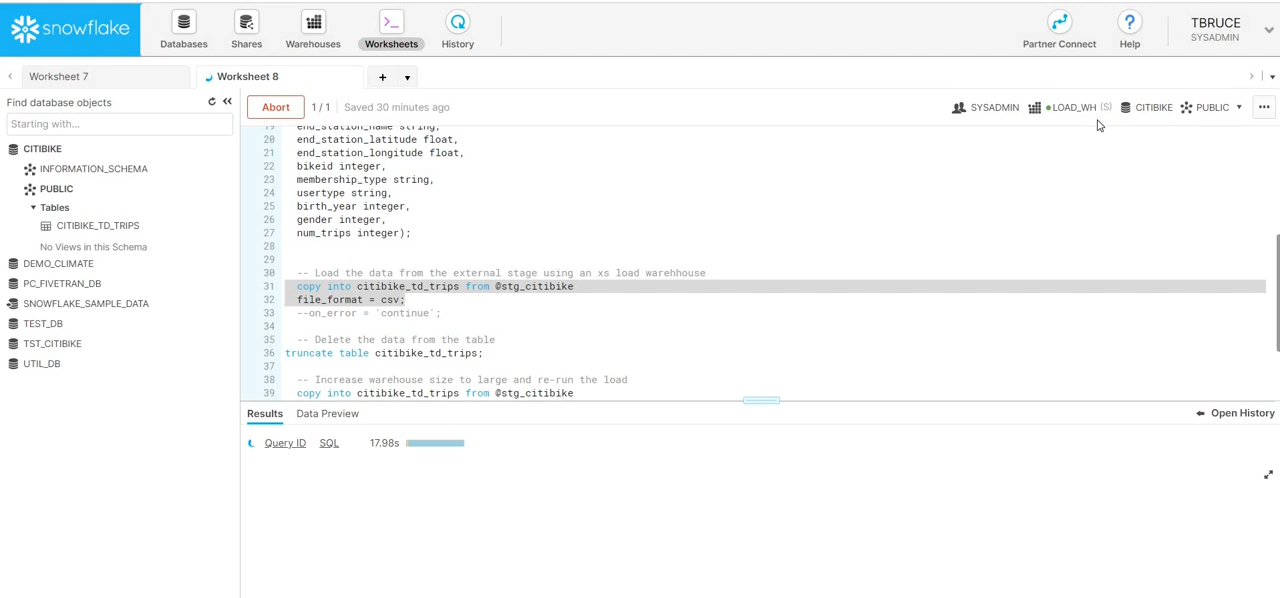 snowflake
Databases
Shares
Warehouses
Worksheets
History
Partner Connect
Help
TBRUCE
SYSADMIN
Worksheet 7
Worksheet 8
Find database objects
Starting with...
CITIBIKE
INFORMATION_SCHEMA
PUBLIC
Tables
CITIBIKE_TD_TRIPS
No Views in this Schema
DEMO_CLIMATE
PC_FIVETRAN_DB
SNOWFLAKE_SAMPLE_DATA
TEST_DB
TST_CITIBIKE
UTIL_DB
Abort 1 / 1 Saved 30 minutes ago
SYSADMIN LOAD_WH (S) CITIBIKE PUBLIC
19 end_station_name string,
20 end_station_latitude float,
21 end_station_longitude float,
22 bikeid integer,
23 membership_type string,
24 usertype string,
25 birth_year integer,
26 gender integer,
27 num_trips integer);
28
29
30 -- Load the data from the external stage using an xs load warehhouse
31 copy into citibike_td_trips from @stg_citibike
32 file_format = csv;
33 --on_error = 'continue';
34
35 -- Delete the data from the table
36 truncate table citibike_td_trips;
37
38 -- Increase warehouse size to large and re-run the load
39 copy into citibike_td_trips from @stg_citibike
Results Data Preview
Open History
Query ID SQL 17.98s